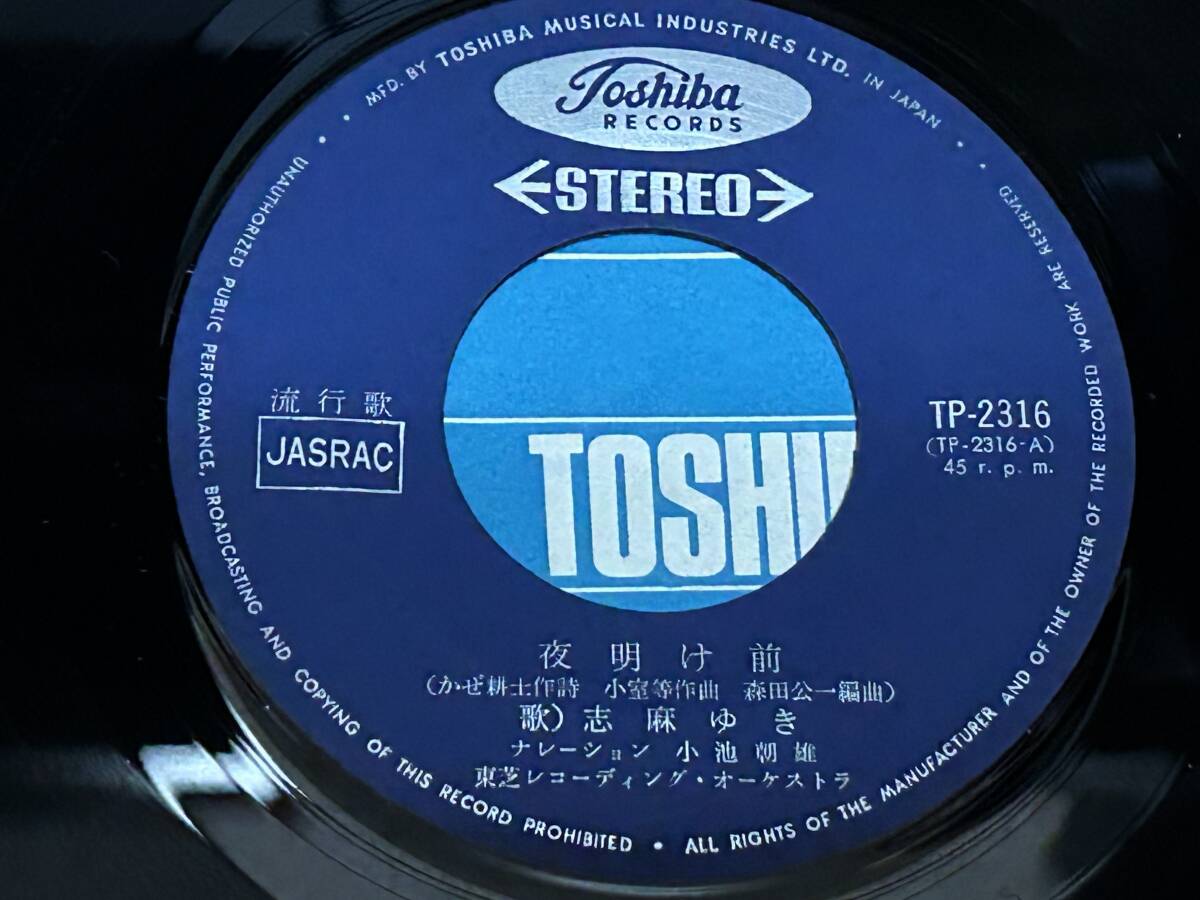 MFD. BY TOSHIBA MUSICAL INDUSTRIES LTD. IN JAPAN
Toshiba
RECORDS
STEREO
流行歌
JASRAC
TP-2316
(TP-2316-A)
45 r. p. m.
TOSHI
夜明け前
(かぜ耕士作詩 小室等作曲 森田公一編曲)
歌) 志麻ゆき
ナレーション 小池朝雄
東芝レコーディング・オーケストラ
UNAUTHORIZED PUBLIC PERFORMANCE, BROADCASTING AND COPYING OF THIS RECORD PROHIBITED • ALL RIGHTS OF THE MANUFACTURER AND OF THE OWNER OF THE RECORDED WORK ARE RESERVED